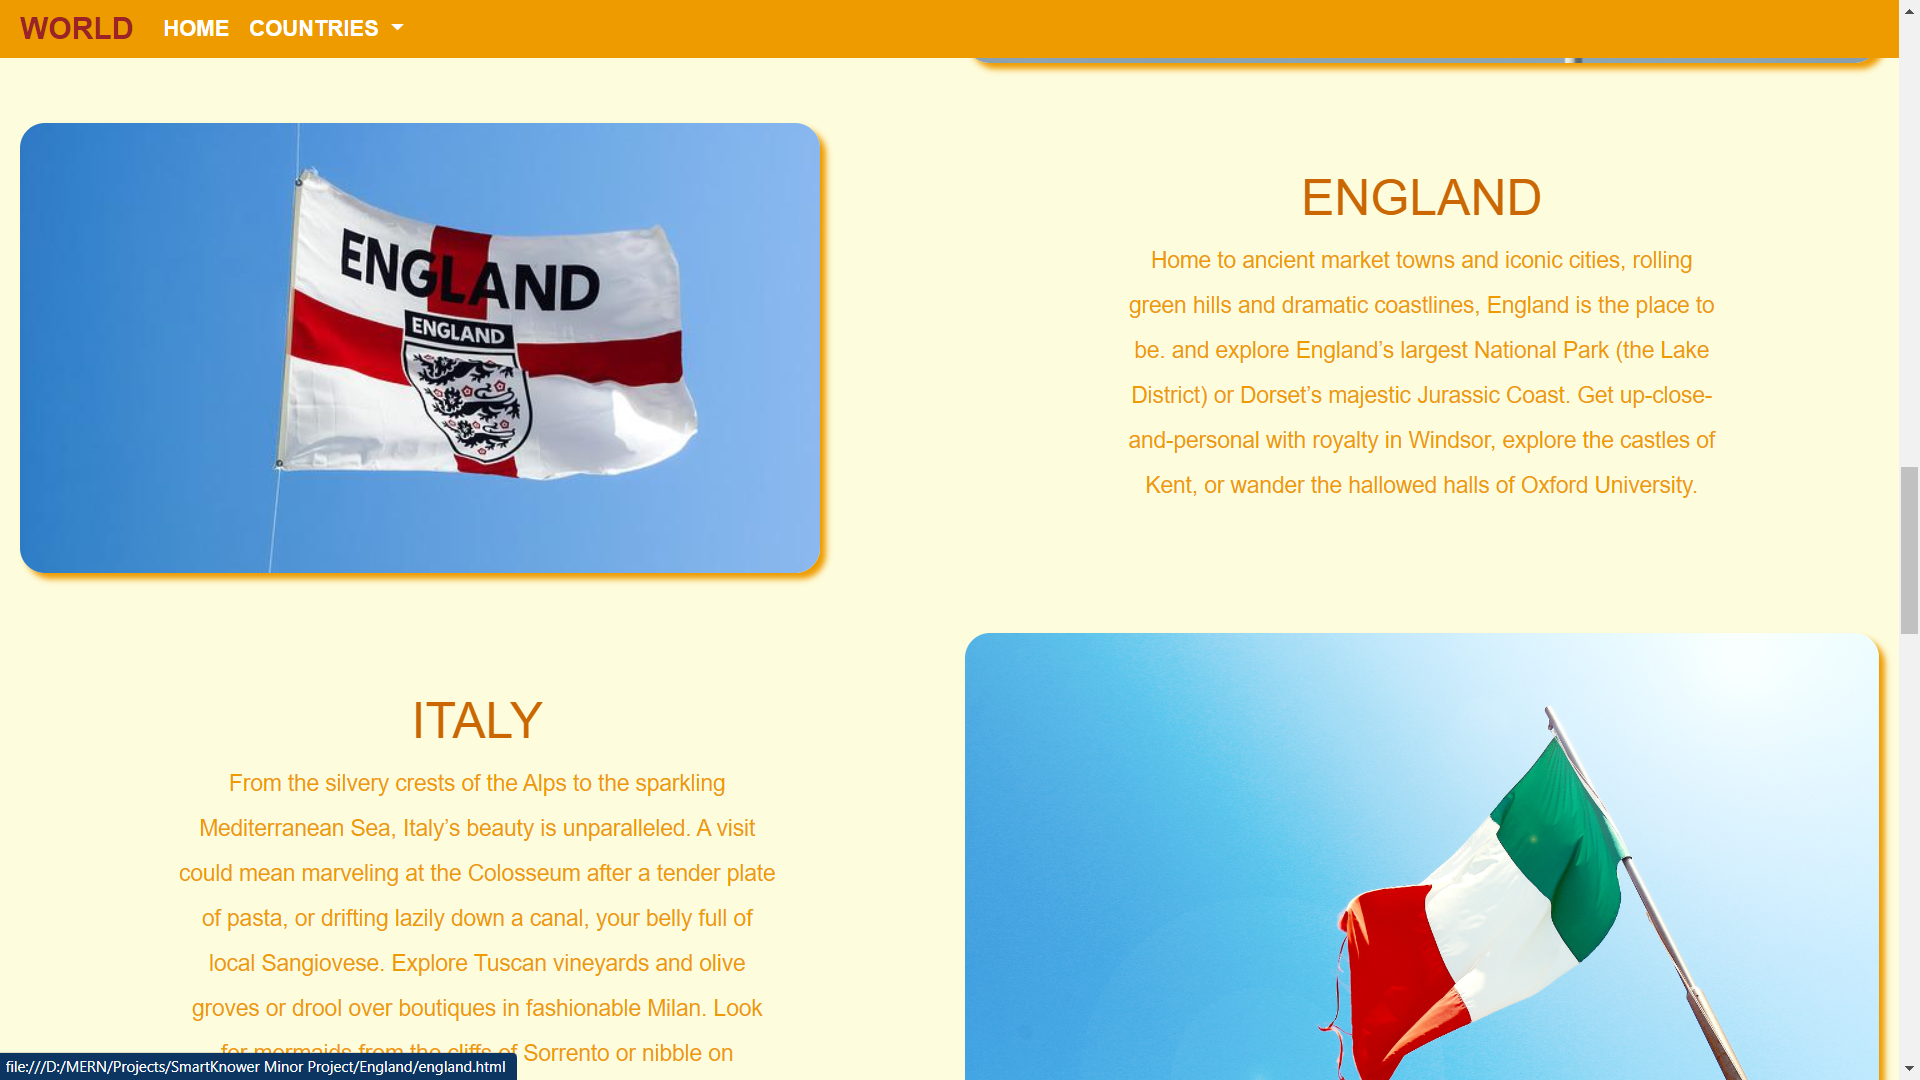 WORLD HOME COUNTRIES
ENGLAND
ENGLAND
ENGLAND
Home to ancient market towns and iconic cities, rolling
green hills and dramatic coastlines, England is the place to
be. and explore England’s largest National Park (the Lake
District) or Dorset’s majestic Jurassic Coast. Get up-close-
and-personal with royalty in Windsor, explore the castles of
Kent, or wander the hallowed halls of Oxford University.
ITALY
From the silvery crests of the Alps to the sparkling
Mediterranean Sea, Italy’s beauty is unparalleled. A visit
could mean marveling at the Colosseum after a tender plate
of pasta, or drifting lazily down a canal, your belly full of
local Sangiovese. Explore Tuscan vineyards and olive
groves or drool over boutiques in fashionable Milan. Look
for mermaids from the cliffs of Sorrento or nibble on
file:///D:/MERN/Projects/SmartKnower Minor Project/England/england.html